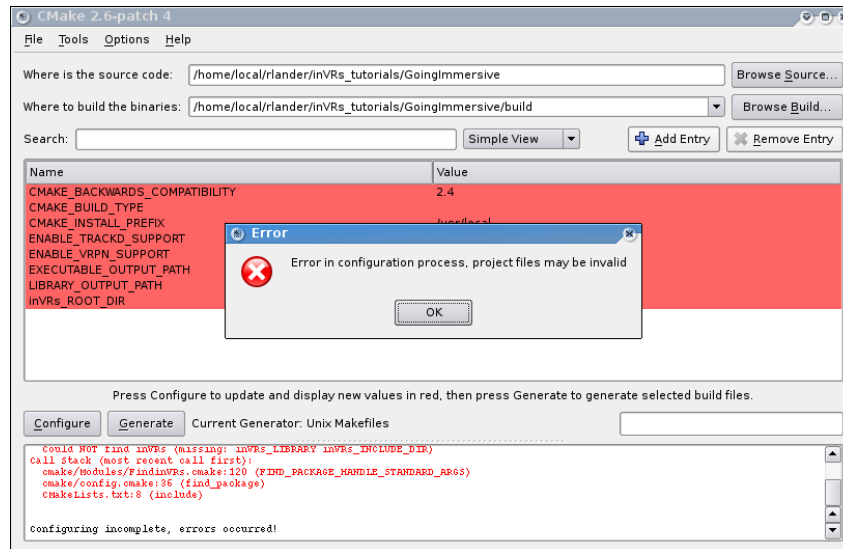 CMake 2.6-patch 4
File Tools Options Help
Where is the source code: /home/local/rlander/inVRs_tutorials/GoingImmersive Browse Source...
Where to build the binaries: /home/local/rlander/inVRs_tutorials/GoingImmersive/build Browse Build...
Search: Simple View Add Entry Remove Entry
Name Value
CMAKE_BACKWARDS_COMPATIBILITY 2.4
CMAKE_BUILD_TYPE
CMAKE_INSTALL_PREFIX /usr/local
ENABLE_TRACKD_SUPPORT
ENABLE_VRPN_SUPPORT
EXECUTABLE_OUTPUT_PATH
LIBRARY_OUTPUT_PATH
inVRs_ROOT_DIR
Error
Error in configuration process, project files may be invalid
OK
Press Configure to update and display new values in red, then press Generate to generate selected build files.
Configure Generate Current Generator: Unix Makefiles
Could NOT find inVRs (missing: inVRs_LIBRARY inVRs_INCLUDE_DIR)
Call Stack (most recent call first):
cmake/Modules/FindinVRs.cmake:120 (FIND_PACKAGE_HANDLE_STANDARD_ARGS)
cmake/config.cmake:36 (find_package)
CMakeLists.txt:8 (include)
Configuring incomplete, errors occurred!